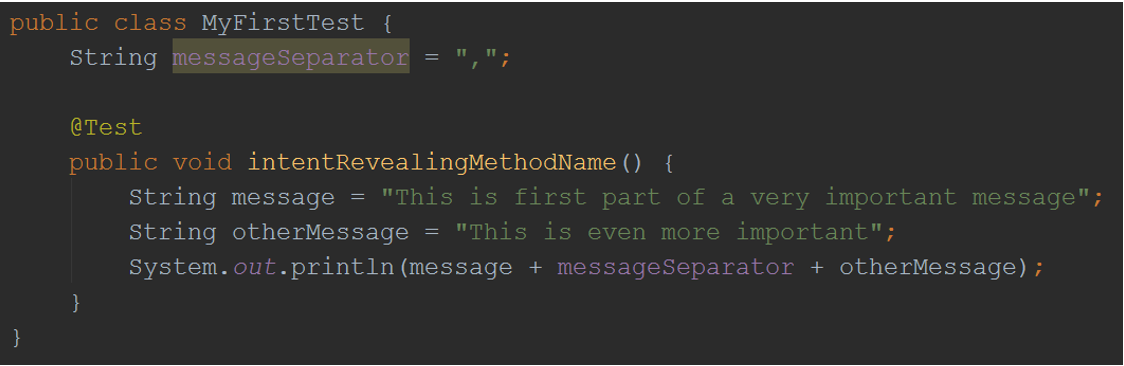 public class MyFirstTest {
    String messageSeparator = ",";

    @Test
    public void intentRevealingMethodName() {
        String message = "This is first part of a very important message";
        String otherMessage = "This is even more important";
        System.out.println(message + messageSeparator + otherMessage);
    }
}